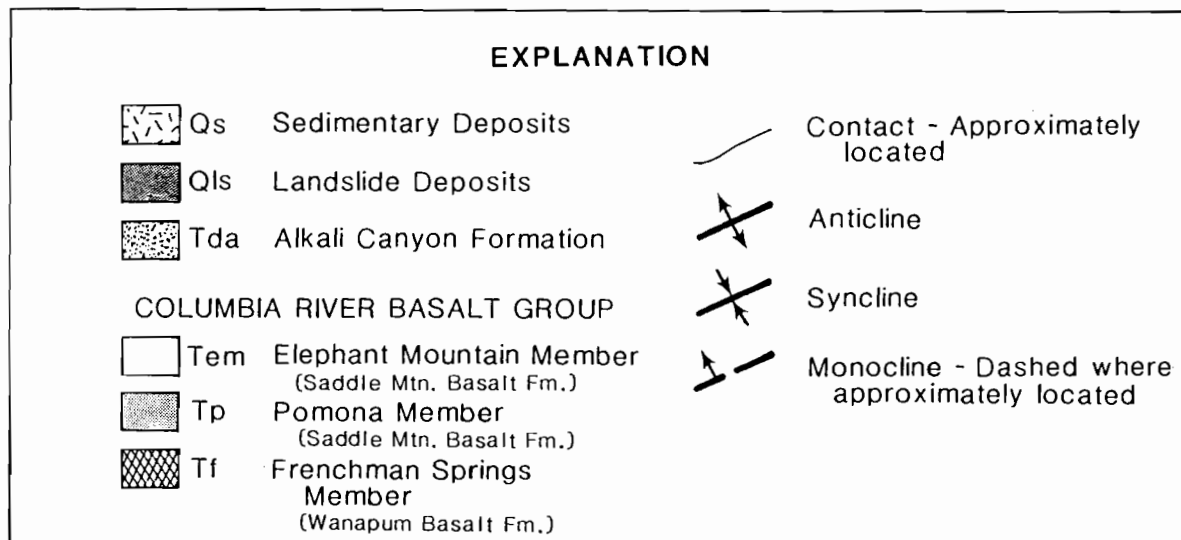 EXPLANATION
Qs Sedimentary Deposits
Qls Landslide Deposits
Tda Alkali Canyon Formation
COLUMBIA RIVER BASALT GROUP
Tem Elephant Mountain Member
(Saddle Mtn. Basalt Fm.)
Tp Pomona Member
(Saddle Mtn. Basalt Fm.)
Tf Frenchman Springs
Member
(Wanapum Basalt Fm.)
Contact - Approximately
located
Anticline
Syncline
Monocline - Dashed where
approximately located